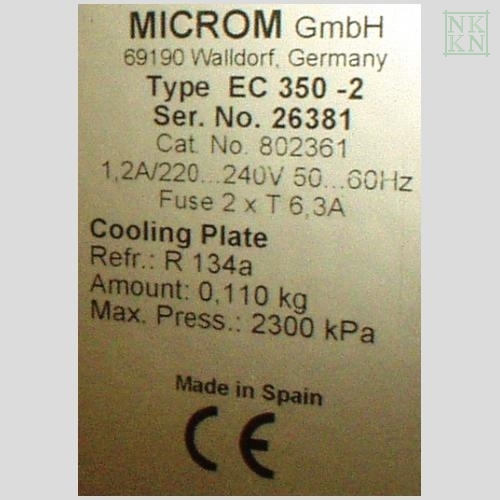 MICROM GmbH
69190 Walldorf, Germany
Type EC 350 -2
Ser. No. 26381
Cat. No. 802361
1,2A/220...240V 50...60Hz
Fuse 2 x T 6,3A
Cooling Plate
Refr.: R 134a
Amount: 0,110 kg
Max. Press.: 2300 kPa
Made in Spain
CE
NK
KN